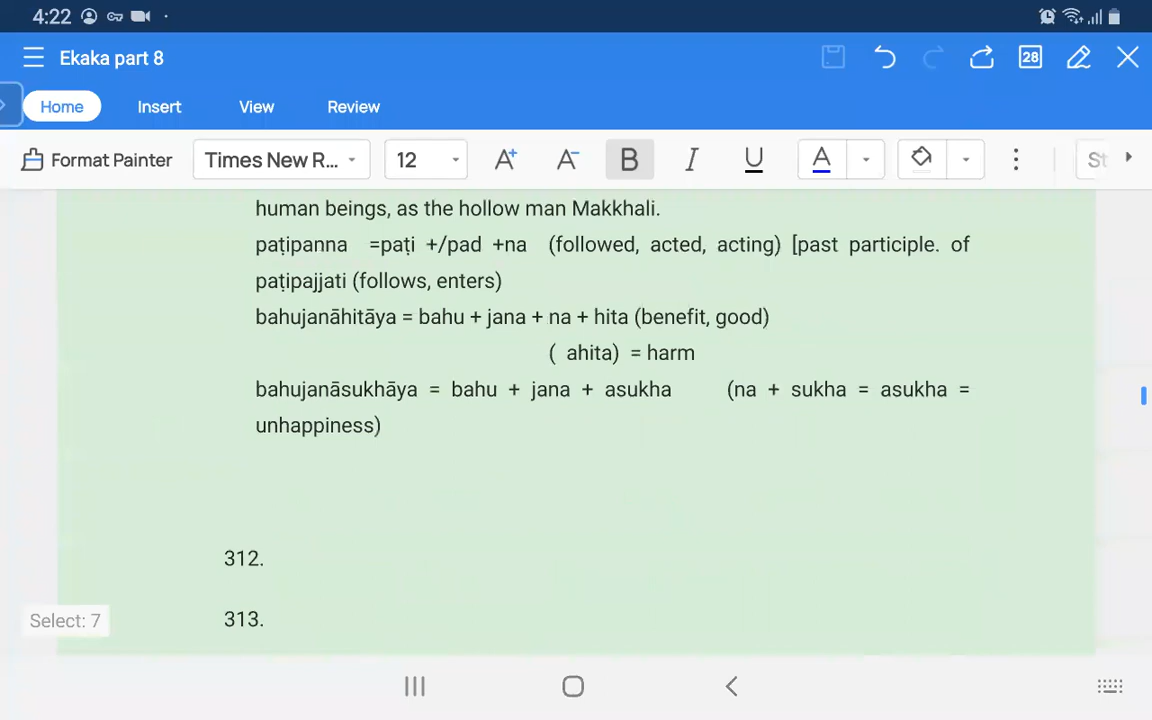 4:22
Ekaka part 8
28
Home Insert View Review
Format Painter Times New R... 12 A+ A- B I U A St
human beings, as the hollow man Makkhali.
paṭipanna =paṭi +/pad +na (followed, acted, acting) [past participle. of
paṭipajjati (follows, enters)
bahujanāhitāya = bahu + jana + na + hita (benefit, good)
( ahita) = harm
bahujanāsukhāya = bahu + jana + asukha (na + sukha = asukha =
unhappiness)
312.
313.
Select: 7